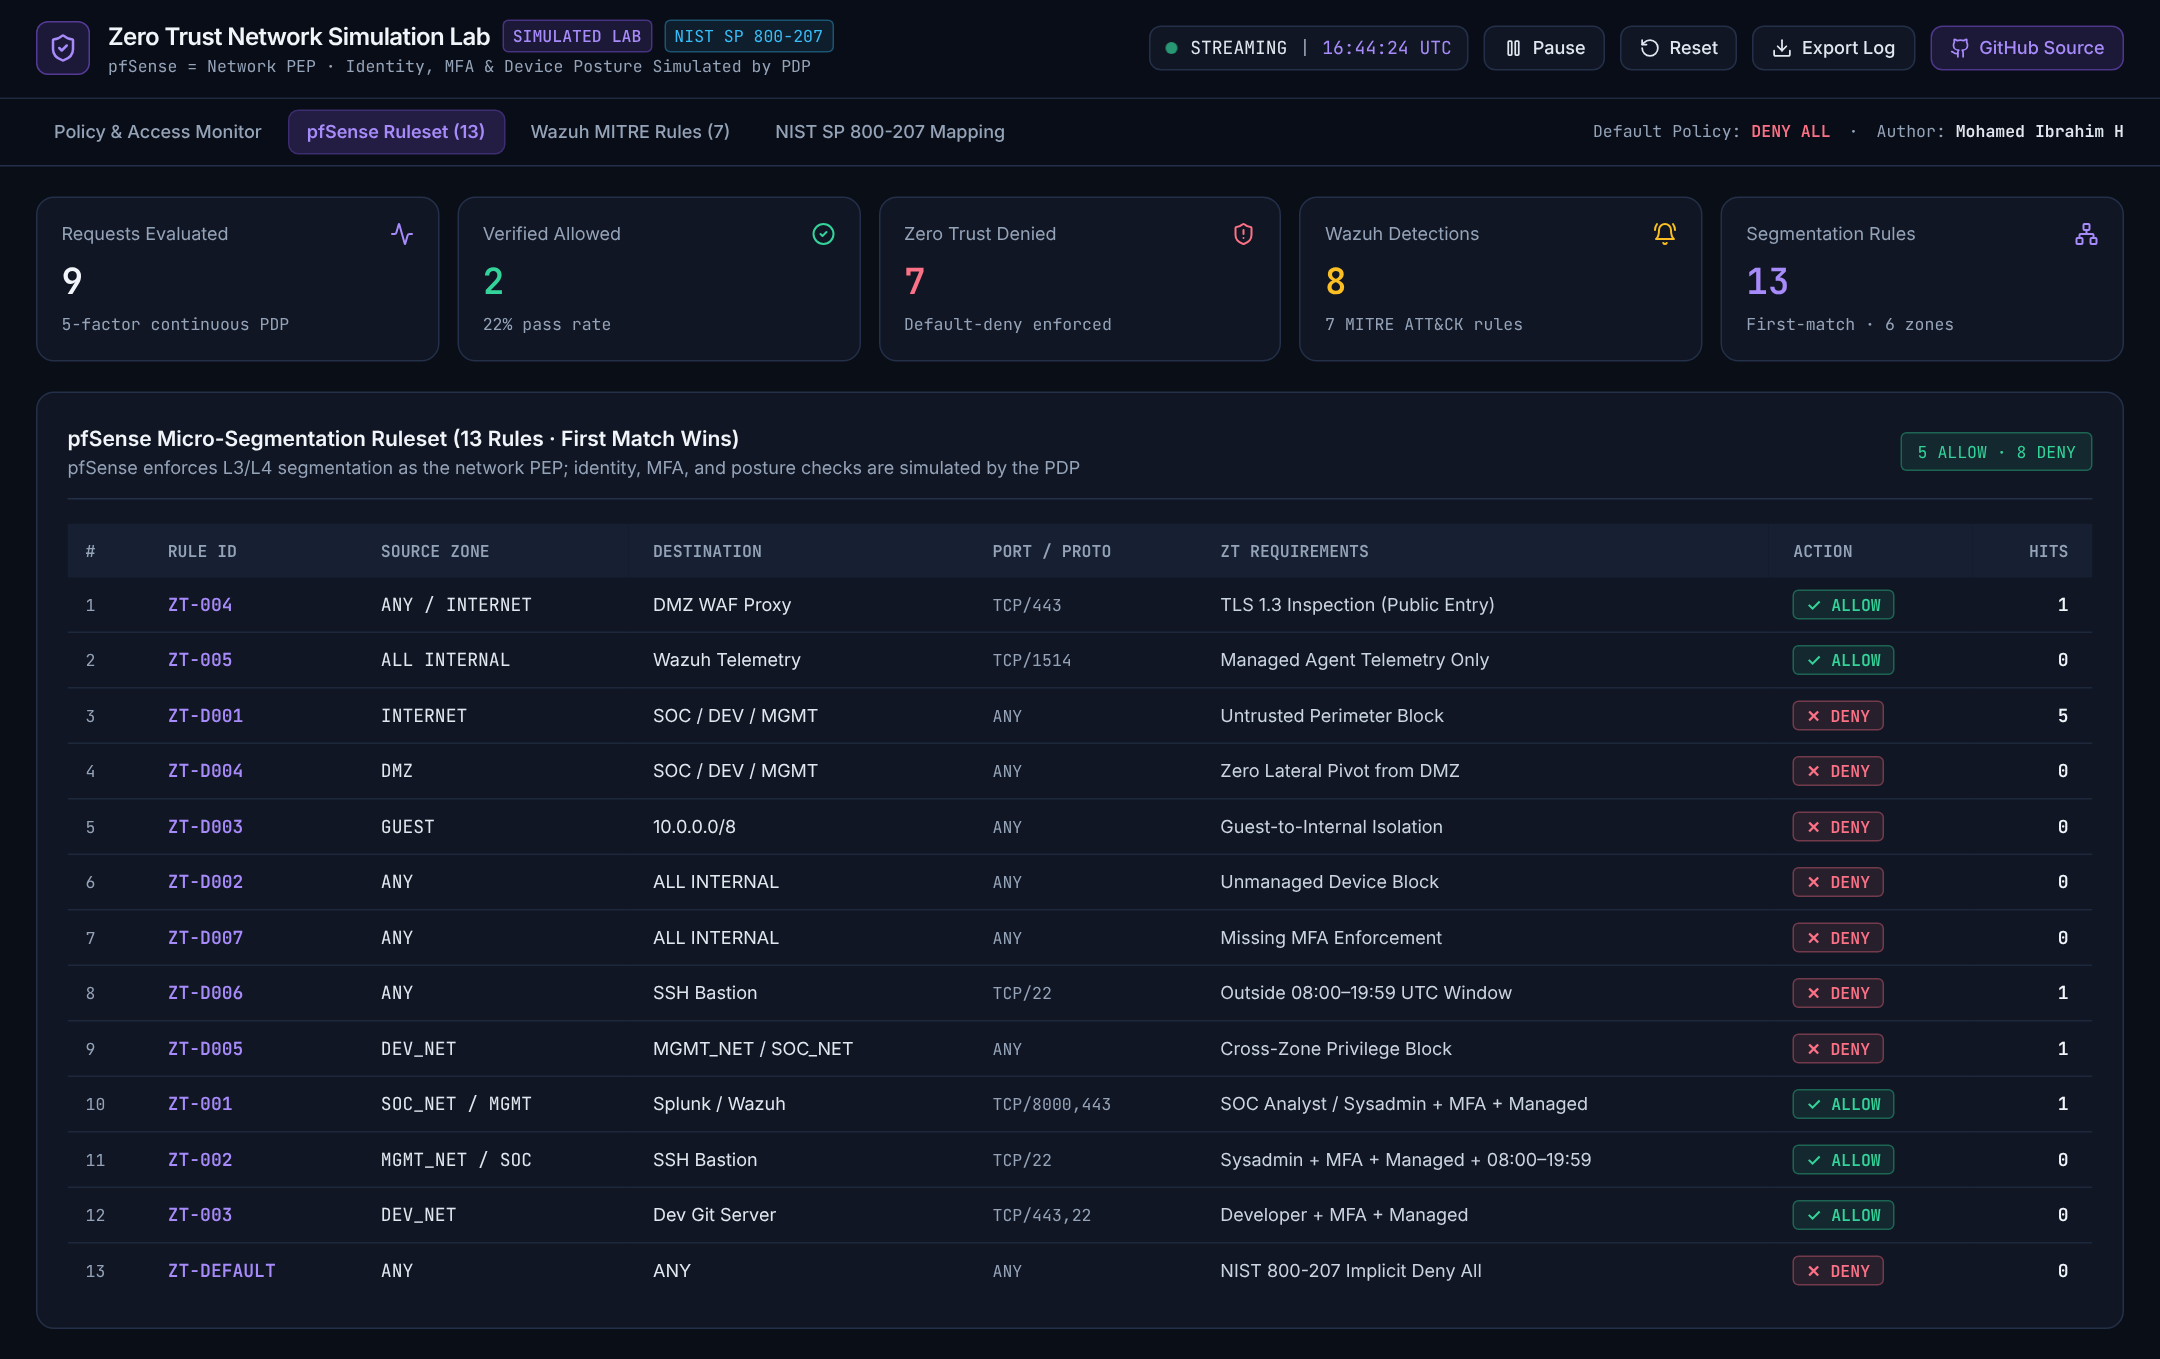 Zero Trust Network Simulation Lab SIMULATED LAB NIST SP 800-207
pfSense = Network PEP · Identity, MFA & Device Posture Simulated by PDP
STREAMING | 16:44:24 UTC Pause Reset Export Log GitHub Source
Policy & Access Monitor pfSense Ruleset (13) Wazuh MITRE Rules (7) NIST SP 800-207 Mapping
Default Policy: DENY ALL · Author: Mohamed Ibrahim H
Requests Evaluated
9
5-factor continuous PDP
Verified Allowed
2
22% pass rate
Zero Trust Denied
7
Default-deny enforced
Wazuh Detections
8
7 MITRE ATT&CK rules
Segmentation Rules
13
First-match · 6 zones
pfSense Micro-Segmentation Ruleset (13 Rules · First Match Wins)
pfSense enforces L3/L4 segmentation as the network PEP; identity, MFA, and posture checks are simulated by the PDP
5 ALLOW · 8 DENY
# RULE ID SOURCE ZONE DESTINATION PORT / PROTO ZT REQUIREMENTS ACTION HITS
1 ZT-004 ANY / INTERNET DMZ WAF Proxy TCP/443 TLS 1.3 Inspection (Public Entry) ✓ ALLOW 1
2 ZT-005 ALL INTERNAL Wazuh Telemetry TCP/1514 Managed Agent Telemetry Only ✓ ALLOW 0
3 ZT-D001 INTERNET SOC / DEV / MGMT ANY Untrusted Perimeter Block ✕ DENY 5
4 ZT-D004 DMZ SOC / DEV / MGMT ANY Zero Lateral Pivot from DMZ ✕ DENY 0
5 ZT-D003 GUEST 10.0.0.0/8 ANY Guest-to-Internal Isolation ✕ DENY 0
6 ZT-D002 ANY ALL INTERNAL ANY Unmanaged Device Block ✕ DENY 0
7 ZT-D007 ANY ALL INTERNAL ANY Missing MFA Enforcement ✕ DENY 0
8 ZT-D006 ANY SSH Bastion TCP/22 Outside 08:00–19:59 UTC Window ✕ DENY 1
9 ZT-D005 DEV_NET MGMT_NET / SOC_NET ANY Cross-Zone Privilege Block ✕ DENY 1
10 ZT-001 SOC_NET / MGMT Splunk / Wazuh TCP/8000,443 SOC Analyst / Sysadmin + MFA + Managed ✓ ALLOW 1
11 ZT-002 MGMT_NET / SOC SSH Bastion TCP/22 Sysadmin + MFA + Managed + 08:00–19:59 ✓ ALLOW 0
12 ZT-003 DEV_NET Dev Git Server TCP/443,22 Developer + MFA + Managed ✓ ALLOW 0
13 ZT-DEFAULT ANY ANY ANY NIST 800-207 Implicit Deny All ✕ DENY 0